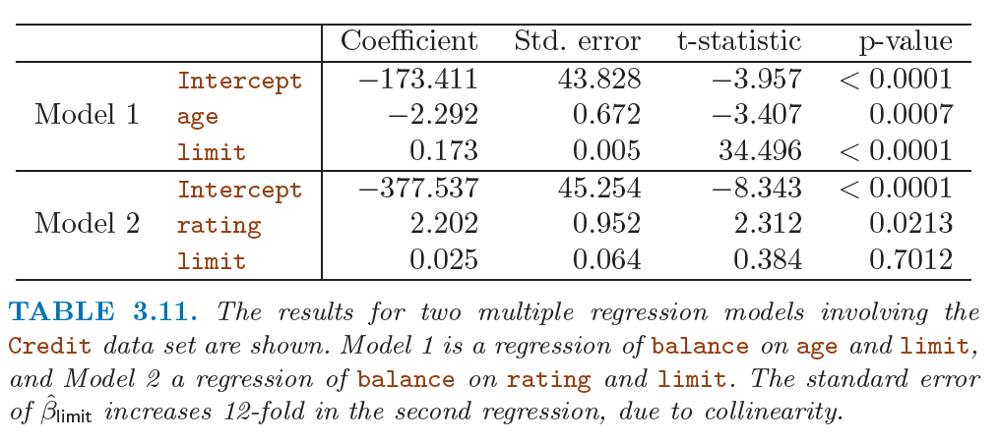 Coefficient Std. error t-statistic p-value
Intercept −173.411 43.828 −3.957 < 0.0001
Model 1 age −2.292 0.672 −3.407 0.0007
limit 0.173 0.005 34.496 < 0.0001
Intercept −377.537 45.254 −8.343 < 0.0001
Model 2 rating 2.202 0.952 2.312 0.0213
limit 0.025 0.064 0.384 0.7012
TABLE 3.11. The results for two multiple regression models involving the
Credit data set are shown. Model 1 is a regression of balance on age and limit,
and Model 2 a regression of balance on rating and limit. The standard error
of β̂limit increases 12-fold in the second regression, due to collinearity.